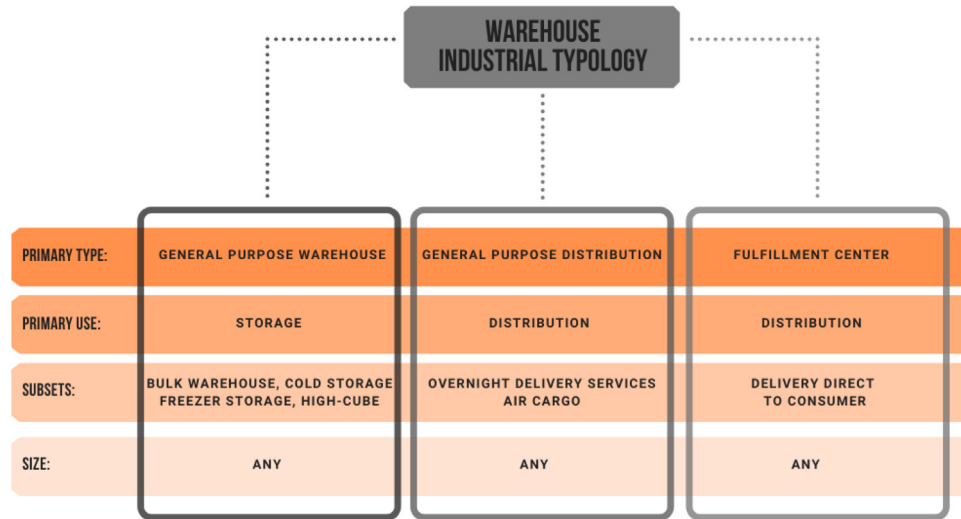 WAREHOUSE
INDUSTRIAL TYPOLOGY
PRIMARY TYPE: GENERAL PURPOSE WAREHOUSE GENERAL PURPOSE DISTRIBUTION FULFILLMENT CENTER
PRIMARY USE: STORAGE DISTRIBUTION DISTRIBUTION
SUBSETS: BULK WAREHOUSE, COLD STORAGE OVERNIGHT DELIVERY SERVICES DELIVERY DIRECT
FREEZER STORAGE, HIGH-CUBE AIR CARGO TO CONSUMER
SIZE: ANY ANY ANY